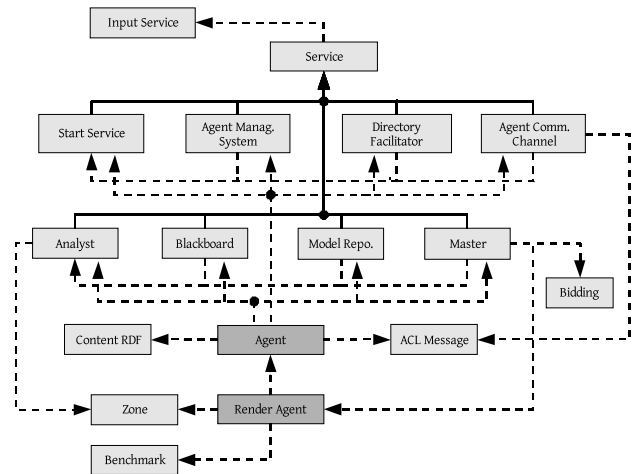 Input Service
Service
Start Service
Agent Manag.
System
Directory
Facilitator
Agent Comm.
Channel
Analyst
Blackboard
Model Repo.
Master
Bidding
Content RDF
Agent
ACL Message
Zone
Render Agent
Benchmark